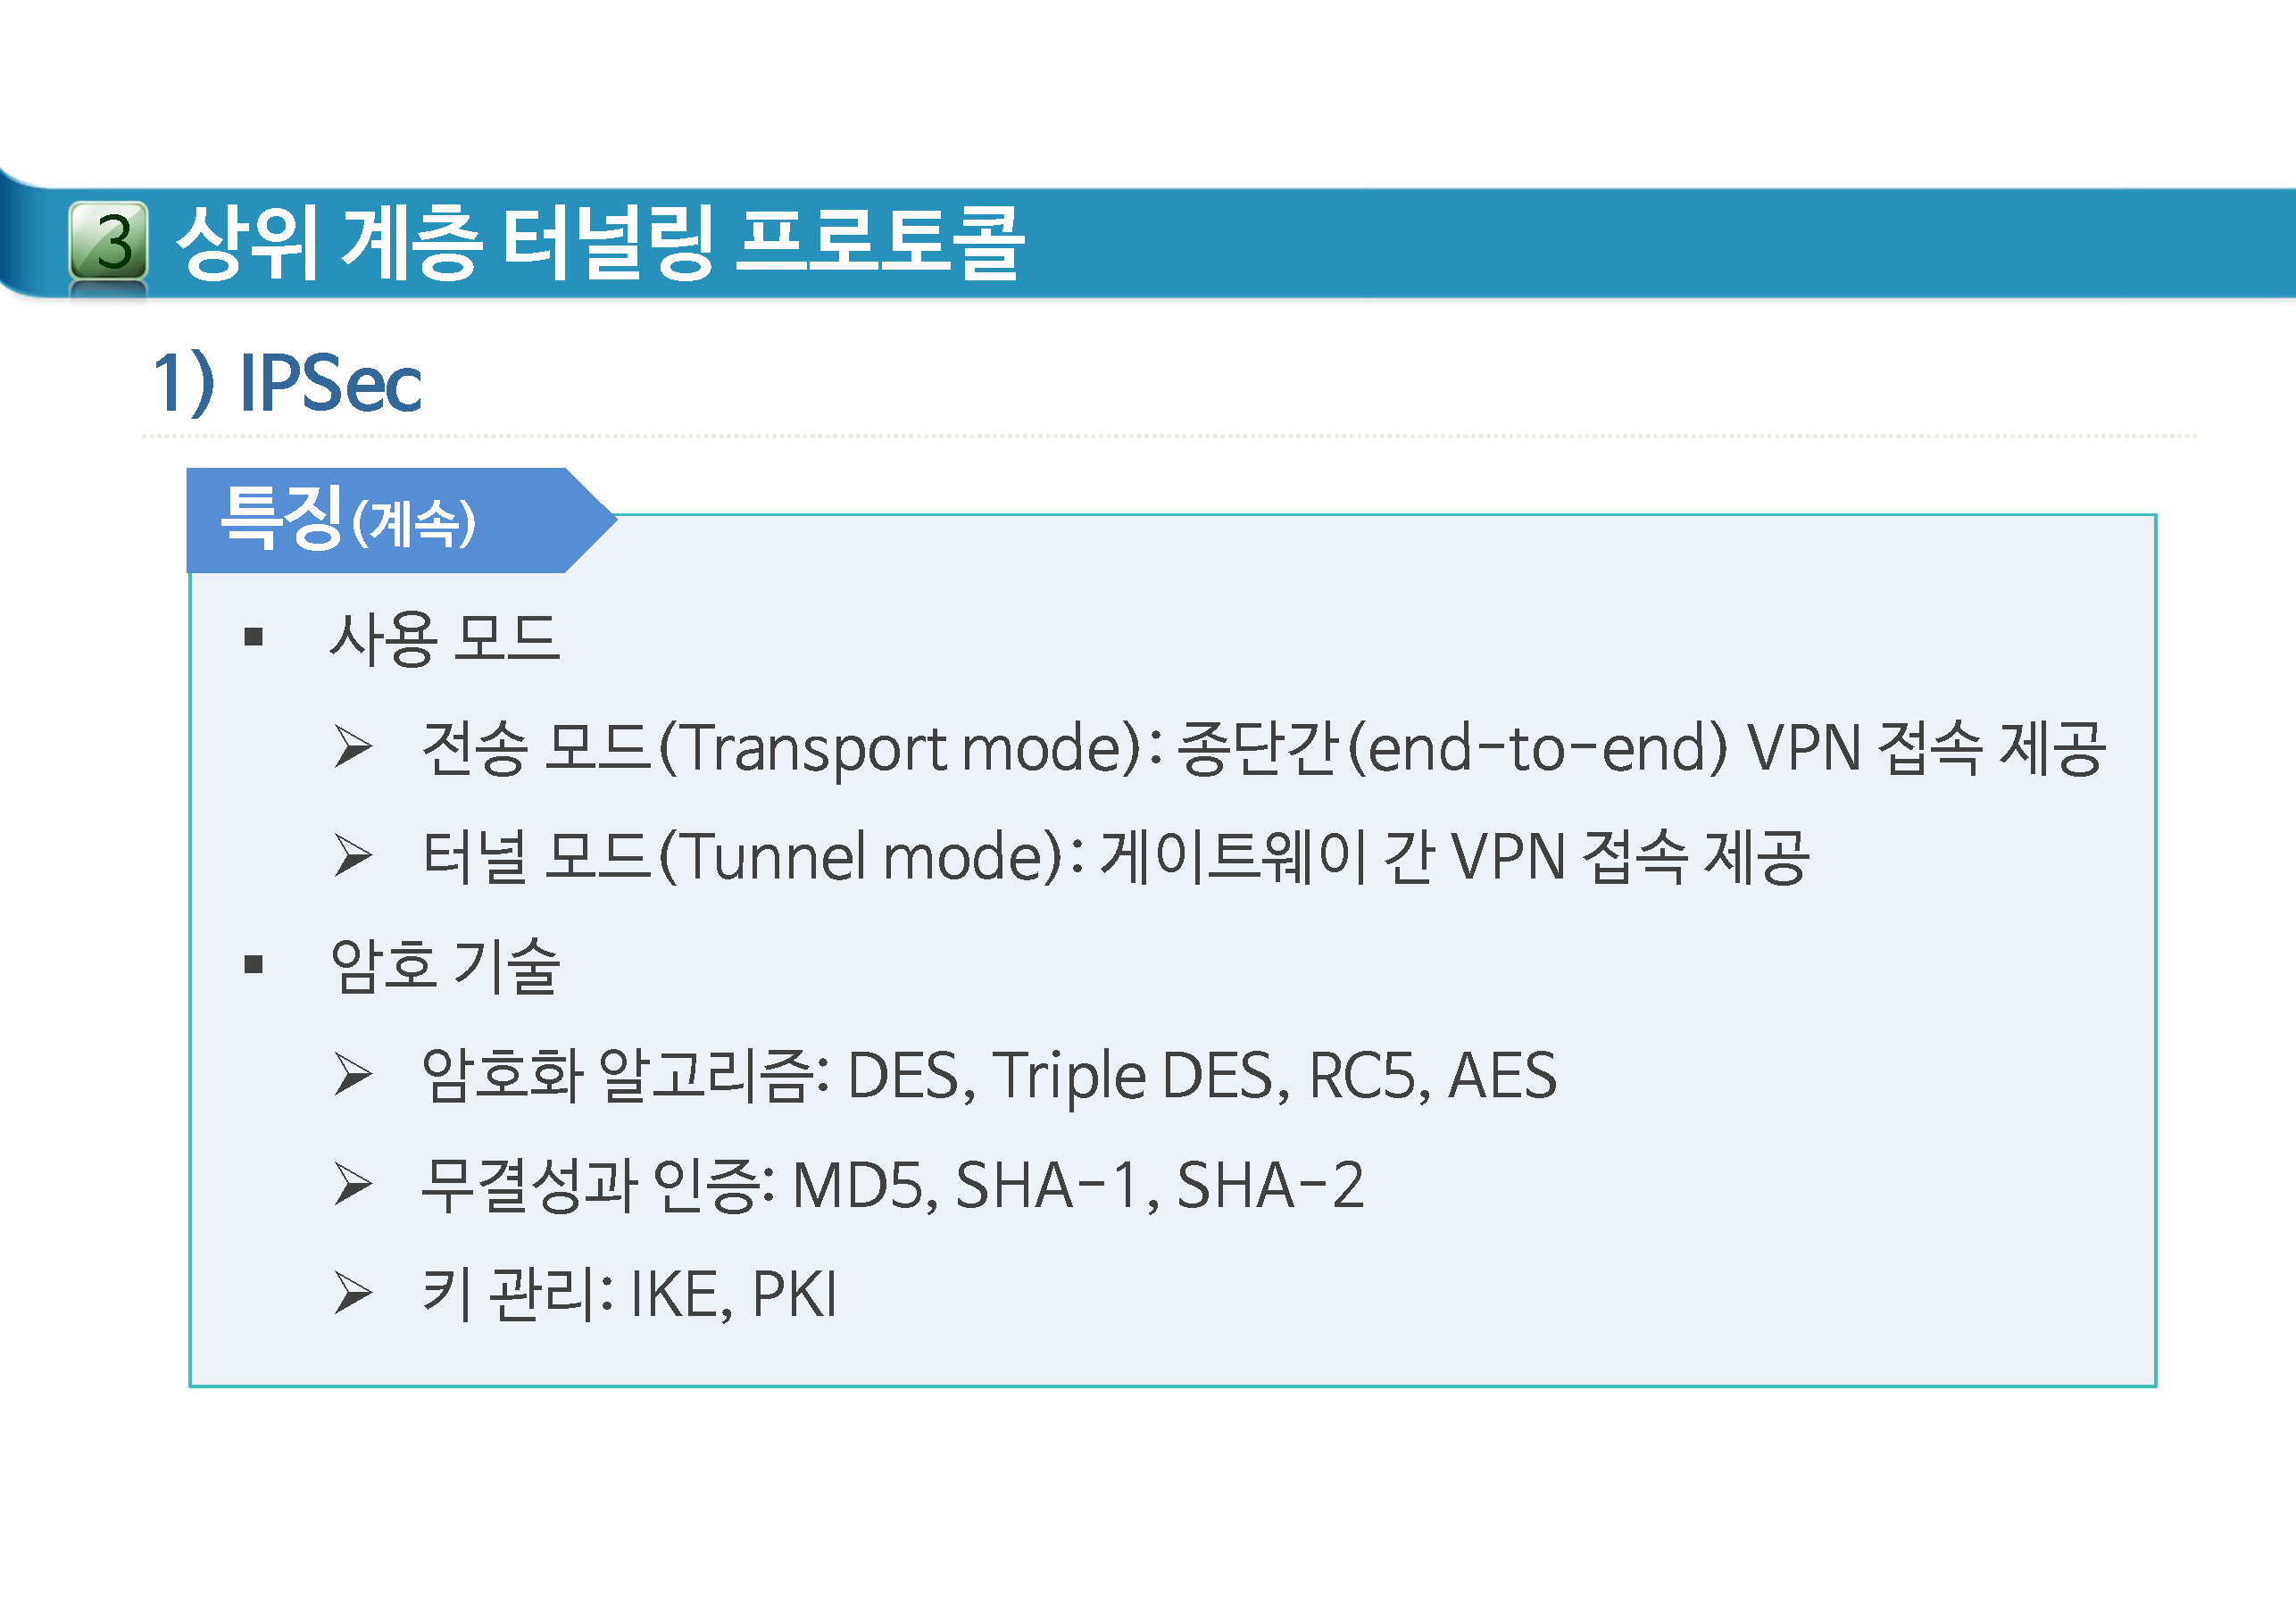 3 상위 계층 터널링 프로토콜
1) IPSec
특징(계속)
▪ 사용 모드
➢ 전송 모드(Transport mode): 종단간(end-to-end) VPN 접속 제공
➢ 터널 모드(Tunnel mode): 게이트웨이 간 VPN 접속 제공
▪ 암호 기술
➢ 암호화 알고리즘: DES, Triple DES, RC5, AES
➢ 무결성과 인증: MD5, SHA-1, SHA-2
➢ 키 관리: IKE, PKI